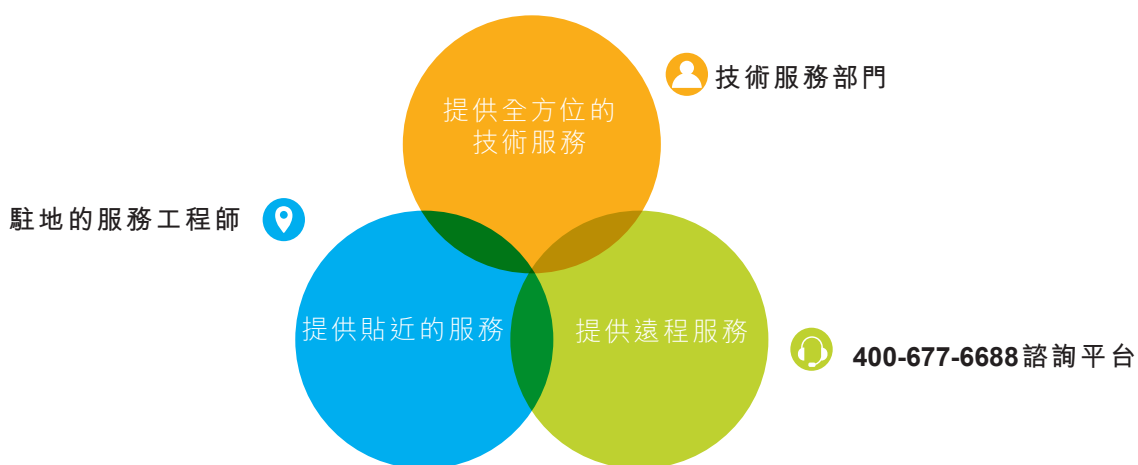 技術服務部門
提供全方位的
技術服務
駐地的服務工程師
提供貼近的服務
提供遠程服務
400-677-6688諮詢平台